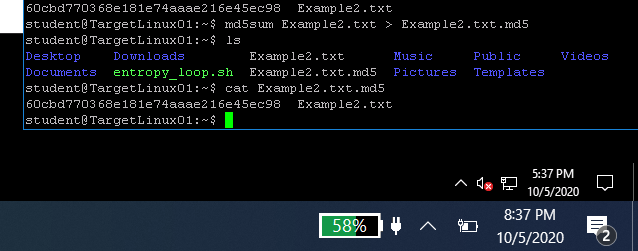 60cbd770368e181e74aaae216e45ec98  Example2.txt
student@TargetLinux01:~$ md5sum Example2.txt > Example2.txt.md5
student@TargetLinux01:~$ ls
Desktop    Downloads        Example2.txt      Music     Public     Videos
Documents  entropy_loop.sh  Example2.txt.md5  Pictures  Templates
student@TargetLinux01:~$ cat Example2.txt.md5
60cbd770368e181e74aaae216e45ec98  Example2.txt
student@TargetLinux01:~$
5:37 PM
10/5/2020
58%
8:37 PM
10/5/2020
2